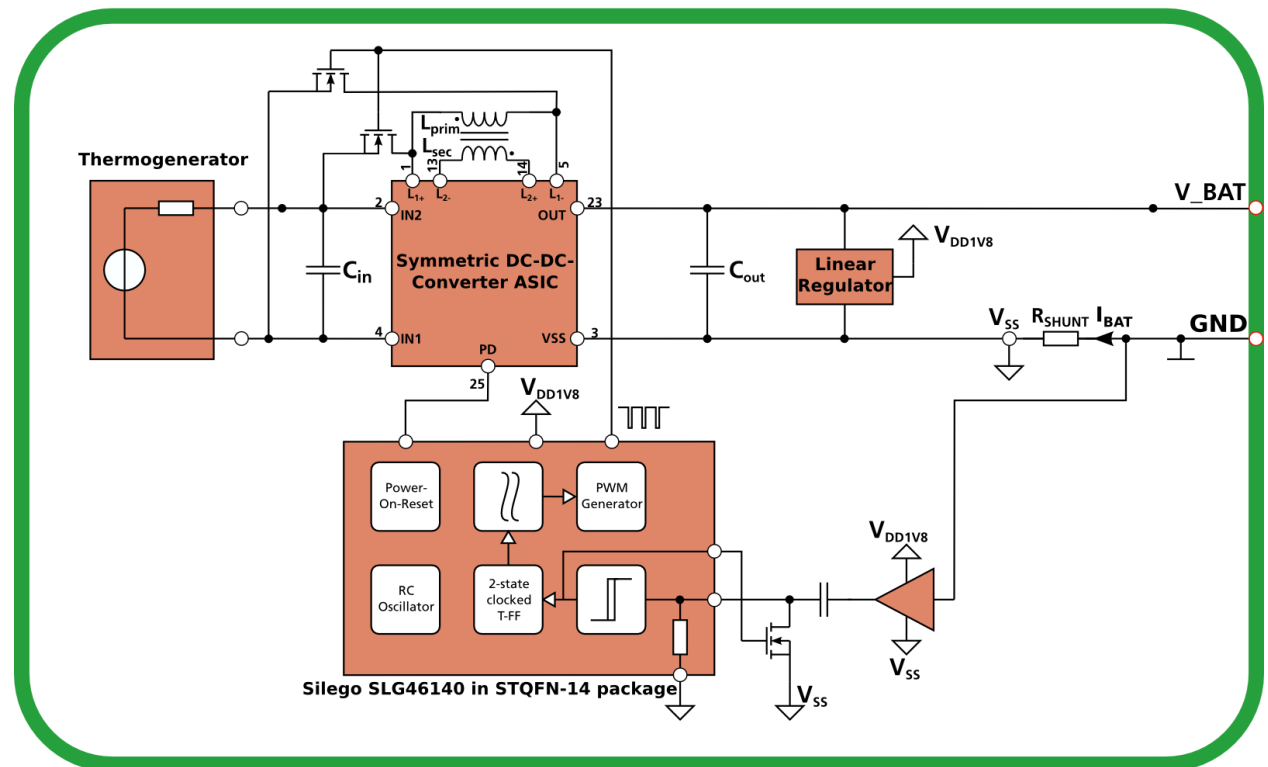 Thermogenerator
Lprim
Lsec
1
13
14
5
L1+
L2-
L2+
L1-
2
IN2
OUT
23
V_BAT
Symmetric DC-DC-
Converter ASIC
Cin
Cout
Linear
Regulator
VDD1V8
4
IN1
VSS
3
PD
25
VSS
RSHUNT
IBAT
GND
VDD1V8
Power-
On-Reset
PWM
Generator
RC
Oscillator
2-state
clocked
T-FF
VDD1V8
VSS
VSS
Silego SLG46140 in STQFN-14 package